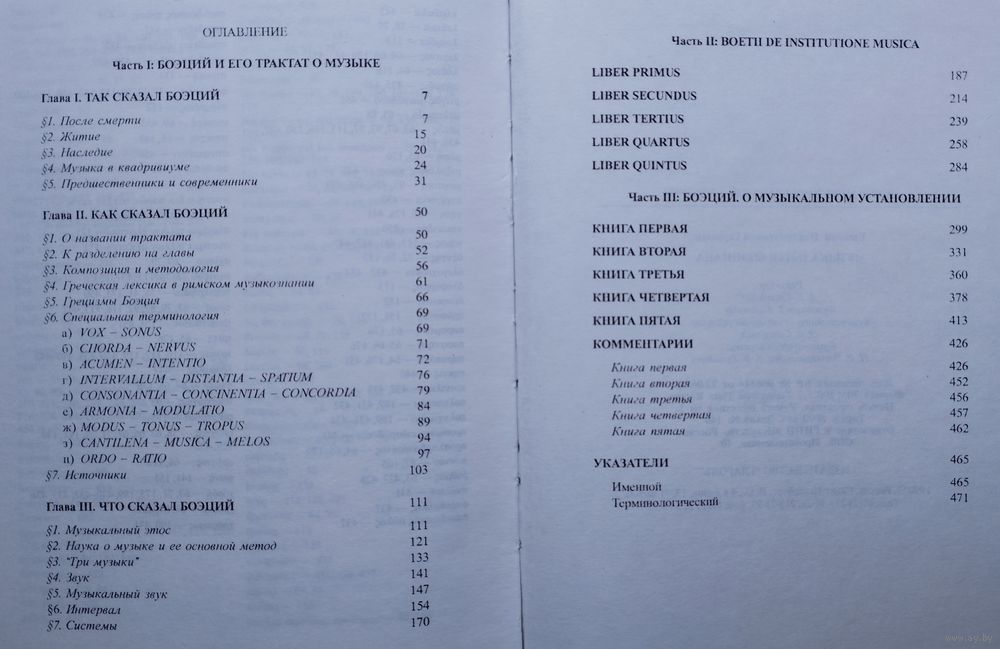 ОГЛАВЛЕНИЕ
Часть I: БОЭЦИЙ И ЕГО ТРАКТАТ О МУЗЫКЕ
Глава I. ТАК СКАЗАЛ БОЭЦИЙ 7
§1. После смерти 7
§2. Житие 15
§3. Наследие 20
§4. Музыка в квадривиуме 24
§5. Предшественники и современники 31
Глава II. КАК СКАЗАЛ БОЭЦИЙ 50
§1. О названии трактата 50
§2. К разделению на главы 52
§3. Композиция и методология 56
§4. Греческая лексика в римском музыкознании 61
§5. Грецизмы Боэция 66
§6. Специальная терминология 69
а) VOX – SONUS 69
б) CHORDA – NERVUS 71
в) ACUMEN – INTENTIO 72
г) INTERVALLUM – DISTANTIA – SPATIUM 76
д) CONSONANTIA – CONCINENTIA – CONCORDIA 79
е) ARMONIA – MODULATIO 84
ж) MODUS – TONUS – TROPUS 89
з) CANTILENA – MUSICA – MELOS 94
и) ORDO – RATIO 97
§7. Источники 103
Глава III. ЧТО СКАЗАЛ БОЭЦИЙ 111
§1. Музыкальный этос 111
§2. Наука о музыке и ее основной метод 121
§3. "Три музыки" 133
§4. Звук 141
§5. Музыкальный звук 147
§6. Интервал 154
§7. Системы 170
Часть II: BOETII DE INSTITUTIONE MUSICA
LIBER PRIMUS 187
LIBER SECUNDUS 214
LIBER TERTIUS 239
LIBER QUARTUS 258
LIBER QUINTUS 284
Часть III: БОЭЦИЙ. О МУЗЫКАЛЬНОМ УСТАНОВЛЕНИИ
КНИГА ПЕРВАЯ 299
КНИГА ВТОРАЯ 331
КНИГА ТРЕТЬЯ 360
КНИГА ЧЕТВЕРТАЯ 378
КНИГА ПЯТАЯ 413
КОММЕНТАРИИ 426
Книга первая 426
Книга вторая 452
Книга третья 456
Книга четвертая 457
Книга пятая 462
УКАЗАТЕЛИ 465
Именной 465
Терминологический 471
www.ay.by